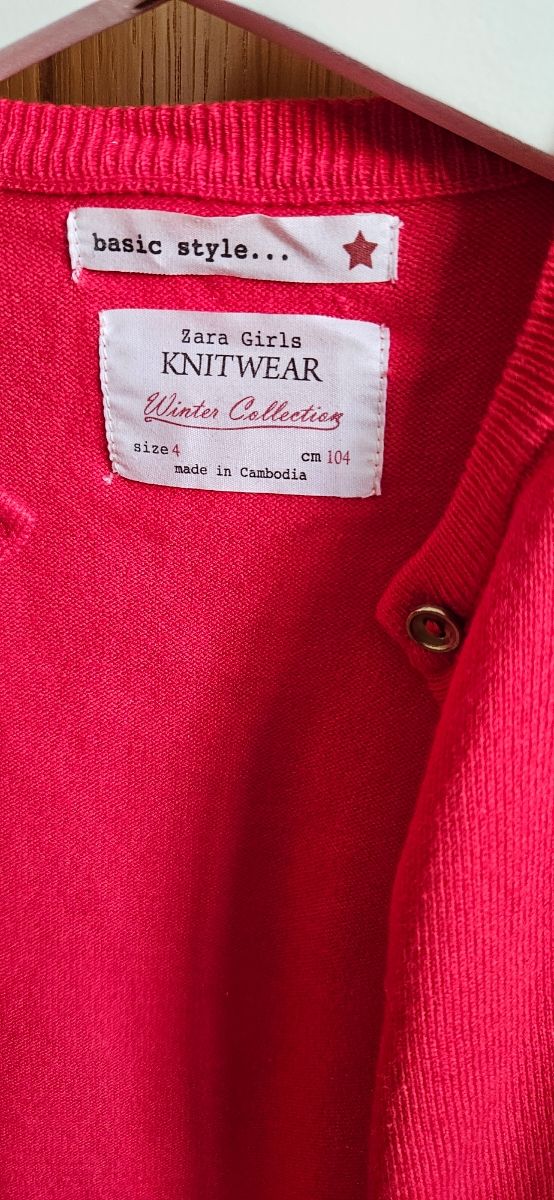 basic style...
Zara Girls
KNITWEAR
Winter Collection
size 4 cm 104
made in Cambodia